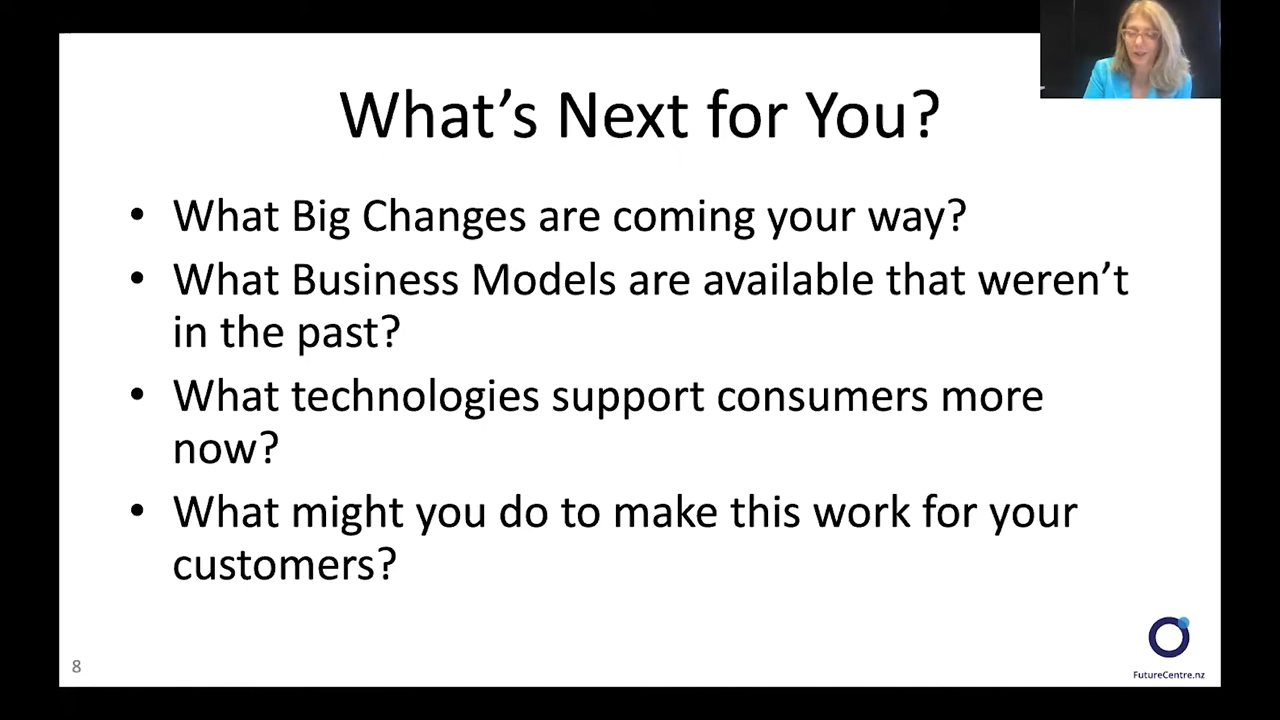 What's Next for You?
• What Big Changes are coming your way?
• What Business Models are available that weren't
in the past?
• What technologies support consumers more
now?
• What might you do to make this work for your
customers?
8
FutureCentre.nz